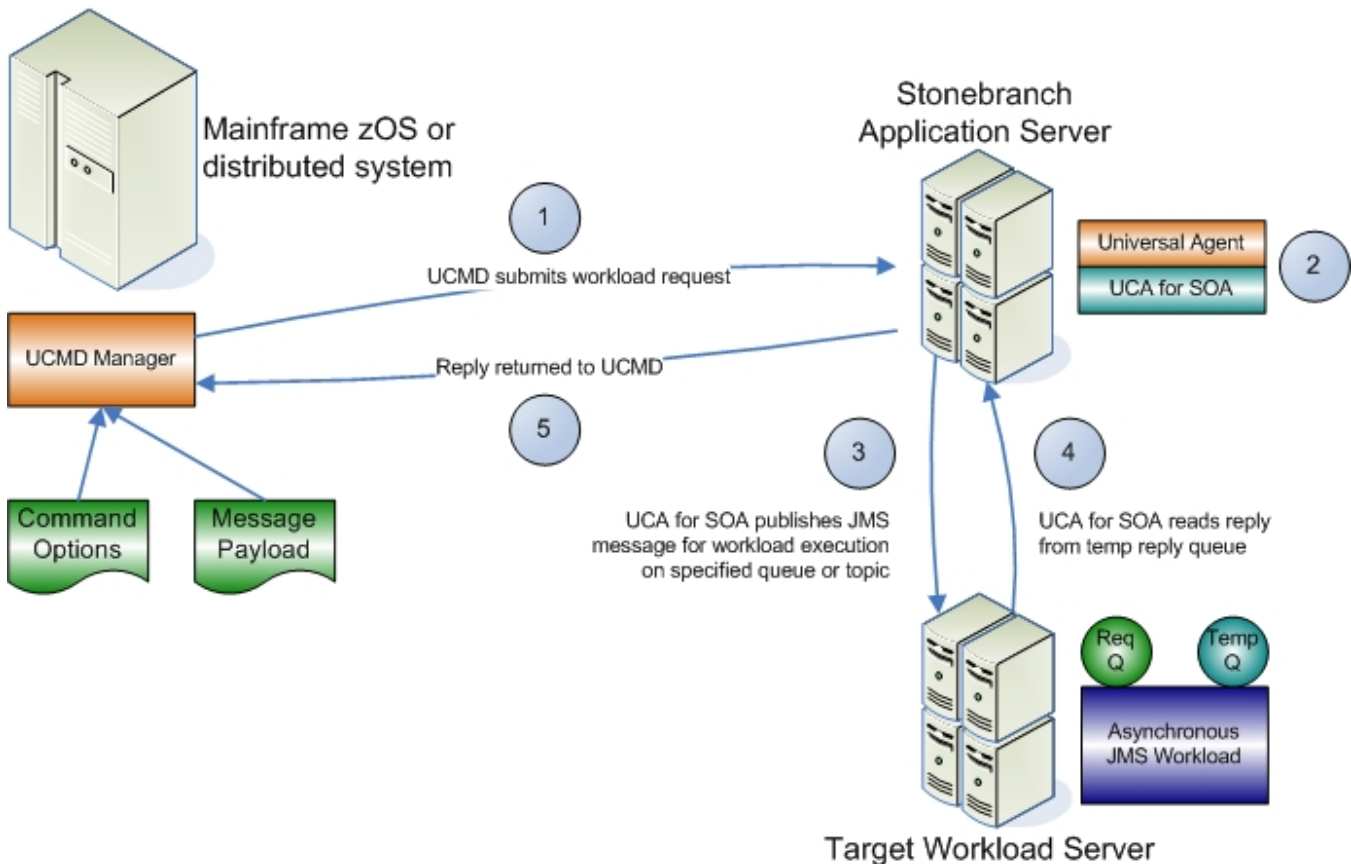 Mainframe zOS or
distributed system
Stonebranch
Application Server
1
UCMD submits workload request
Universal Agent
UCA for SOA
2
UCMD Manager
Reply returned to UCMD
5
3
4
Command
Options
Message
Payload
UCA for SOA publishes JMS
message for workload execution
on specified queue or topic
UCA for SOA reads reply
from temp reply queue
Req
Q
Temp
Q
Asynchronous
JMS Workload
Target Workload Server